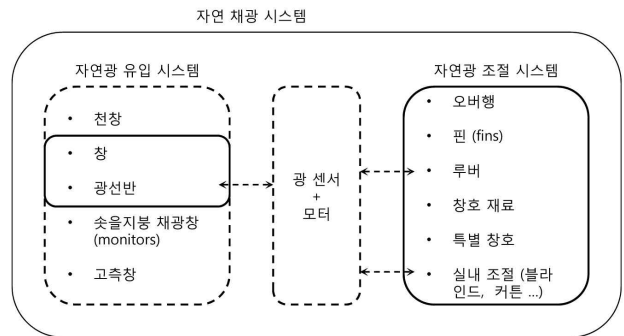 자연 채광 시스템
자연광 유입 시스템
• 천창
• 창
• 광선반
• 솟을지붕 채광창
(monitors)
• 고측창
광 센서
+
모터
자연광 조절 시스템
• 오버행
• 핀 (fins)
• 루버
• 창호 재료
• 특별 창호
• 실내 조절 (블라
인드, 커튼 ...)